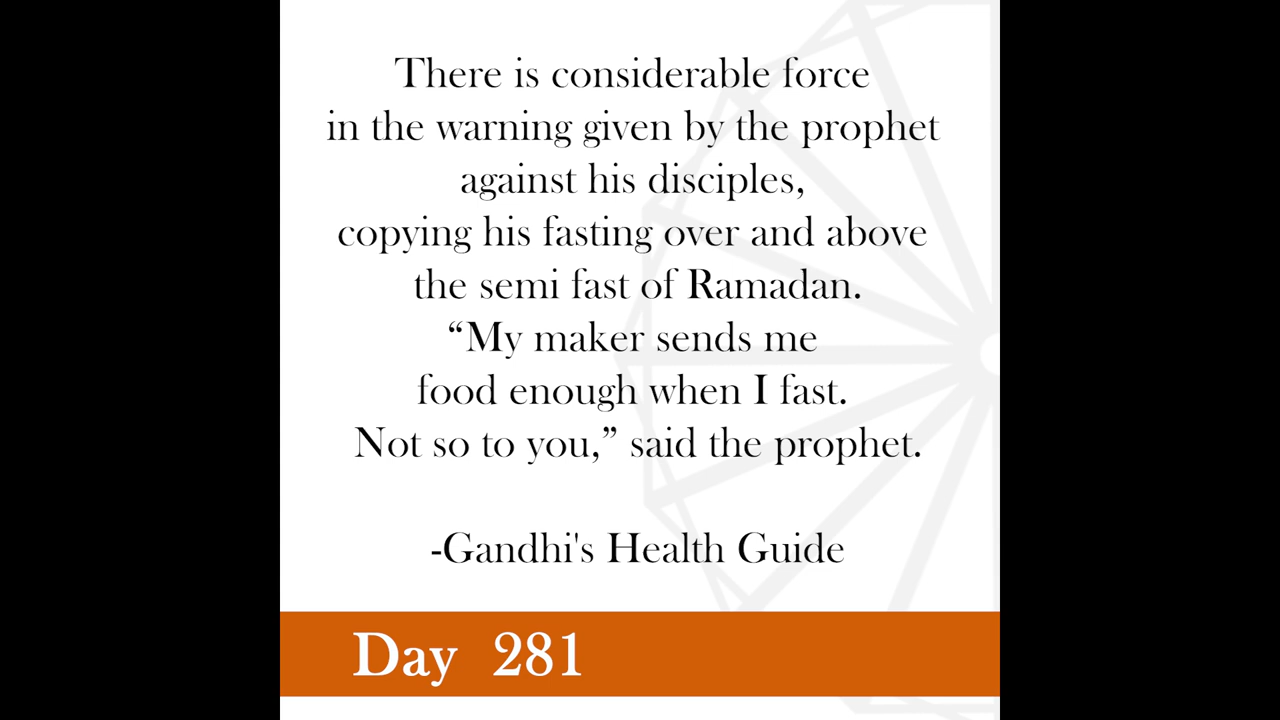 There is considerable force
in the warning given by the prophet
against his disciples,
copying his fasting over and above
the semi fast of Ramadan.
“My maker sends me
food enough when I fast.
Not so to you,” said the prophet.
-Gandhi's Health Guide
Day 281